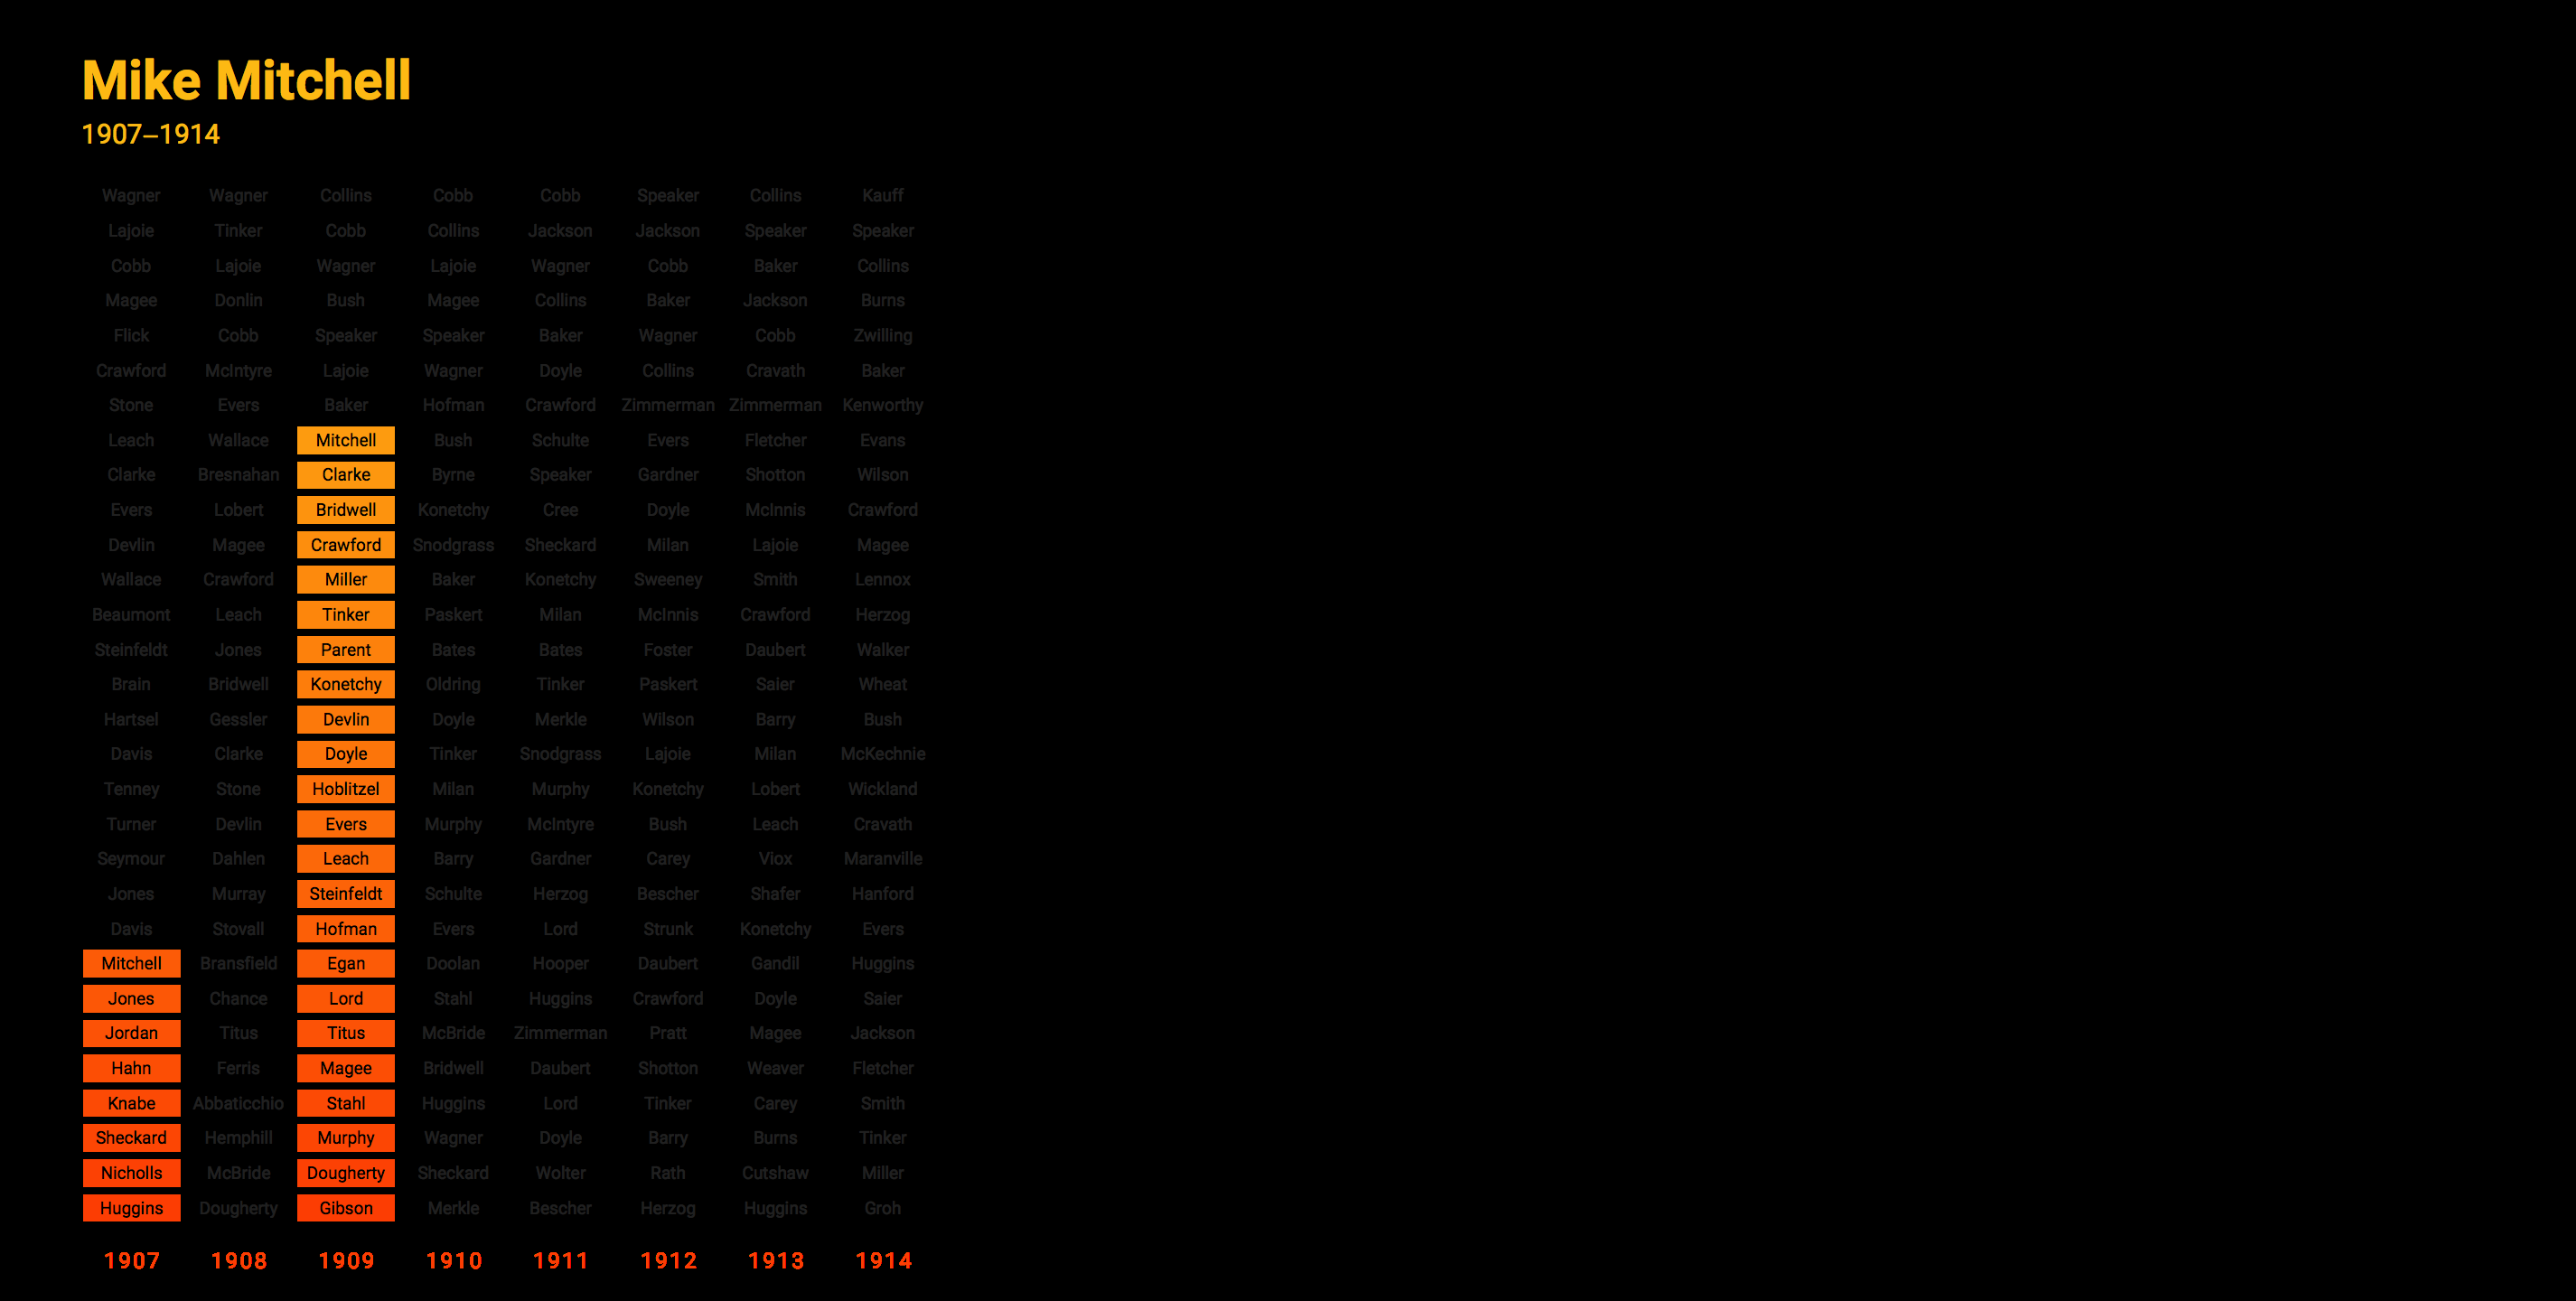 Mike Mitchell
1907–1914
Wagner Wagner Collins Cobb Cobb Speaker Collins Kauff
Lajoie Tinker Cobb Collins Jackson Jackson Speaker Speaker
Cobb Lajoie Wagner Lajoie Wagner Cobb Baker Collins
Magee Donlin Bush Magee Collins Baker Jackson Burns
Flick Cobb Speaker Speaker Baker Wagner Cobb Zwilling
Crawford McIntyre Lajoie Wagner Doyle Collins Cravath Baker
Stone Evers Baker Hofman Crawford Zimmerman Zimmerman Kenworthy
Leach Wallace Mitchell Bush Schulte Evers Fletcher Evans
Clarke Bresnahan Clarke Byrne Speaker Gardner Shotton Wilson
Evers Lobert Bridwell Konetchy Cree Doyle McInnis Crawford
Devlin Magee Crawford Snodgrass Sheckard Milan Lajoie Magee
Wallace Crawford Miller Baker Konetchy Sweeney Smith Lennox
Beaumont Leach Tinker Paskert Milan McInnis Crawford Herzog
Steinfeldt Jones Parent Bates Bates Foster Daubert Walker
Brain Bridwell Konetchy Oldring Tinker Paskert Saier Wheat
Hartsel Gessler Devlin Doyle Merkle Wilson Barry Bush
Davis Clarke Doyle Tinker Snodgrass Lajoie Milan McKechnie
Tenney Stone Hoblitzel Milan Murphy Konetchy Lobert Wickland
Turner Devlin Evers Murphy McIntyre Bush Leach Cravath
Seymour Dahlen Leach Barry Gardner Carey Viox Maranville
Jones Murray Steinfeldt Schulte Herzog Bescher Shafer Hanford
Davis Stovall Hofman Evers Lord Strunk Konetchy Evers
Mitchell Bransfield Egan Doolan Hooper Daubert Gandil Huggins
Jones Chance Lord Stahl Huggins Crawford Doyle Saier
Jordan Titus Titus McBride Zimmerman Pratt Magee Jackson
Hahn Ferris Magee Bridwell Daubert Shotton Weaver Fletcher
Knabe Abbaticchio Stahl Huggins Lord Tinker Carey Smith
Sheckard Hemphill Murphy Wagner Doyle Barry Burns Tinker
Nicholls McBride Dougherty Sheckard Wolter Rath Cutshaw Miller
Huggins Dougherty Gibson Merkle Bescher Herzog Huggins Groh
1907 1908 1909 1910 1911 1912 1913 1914